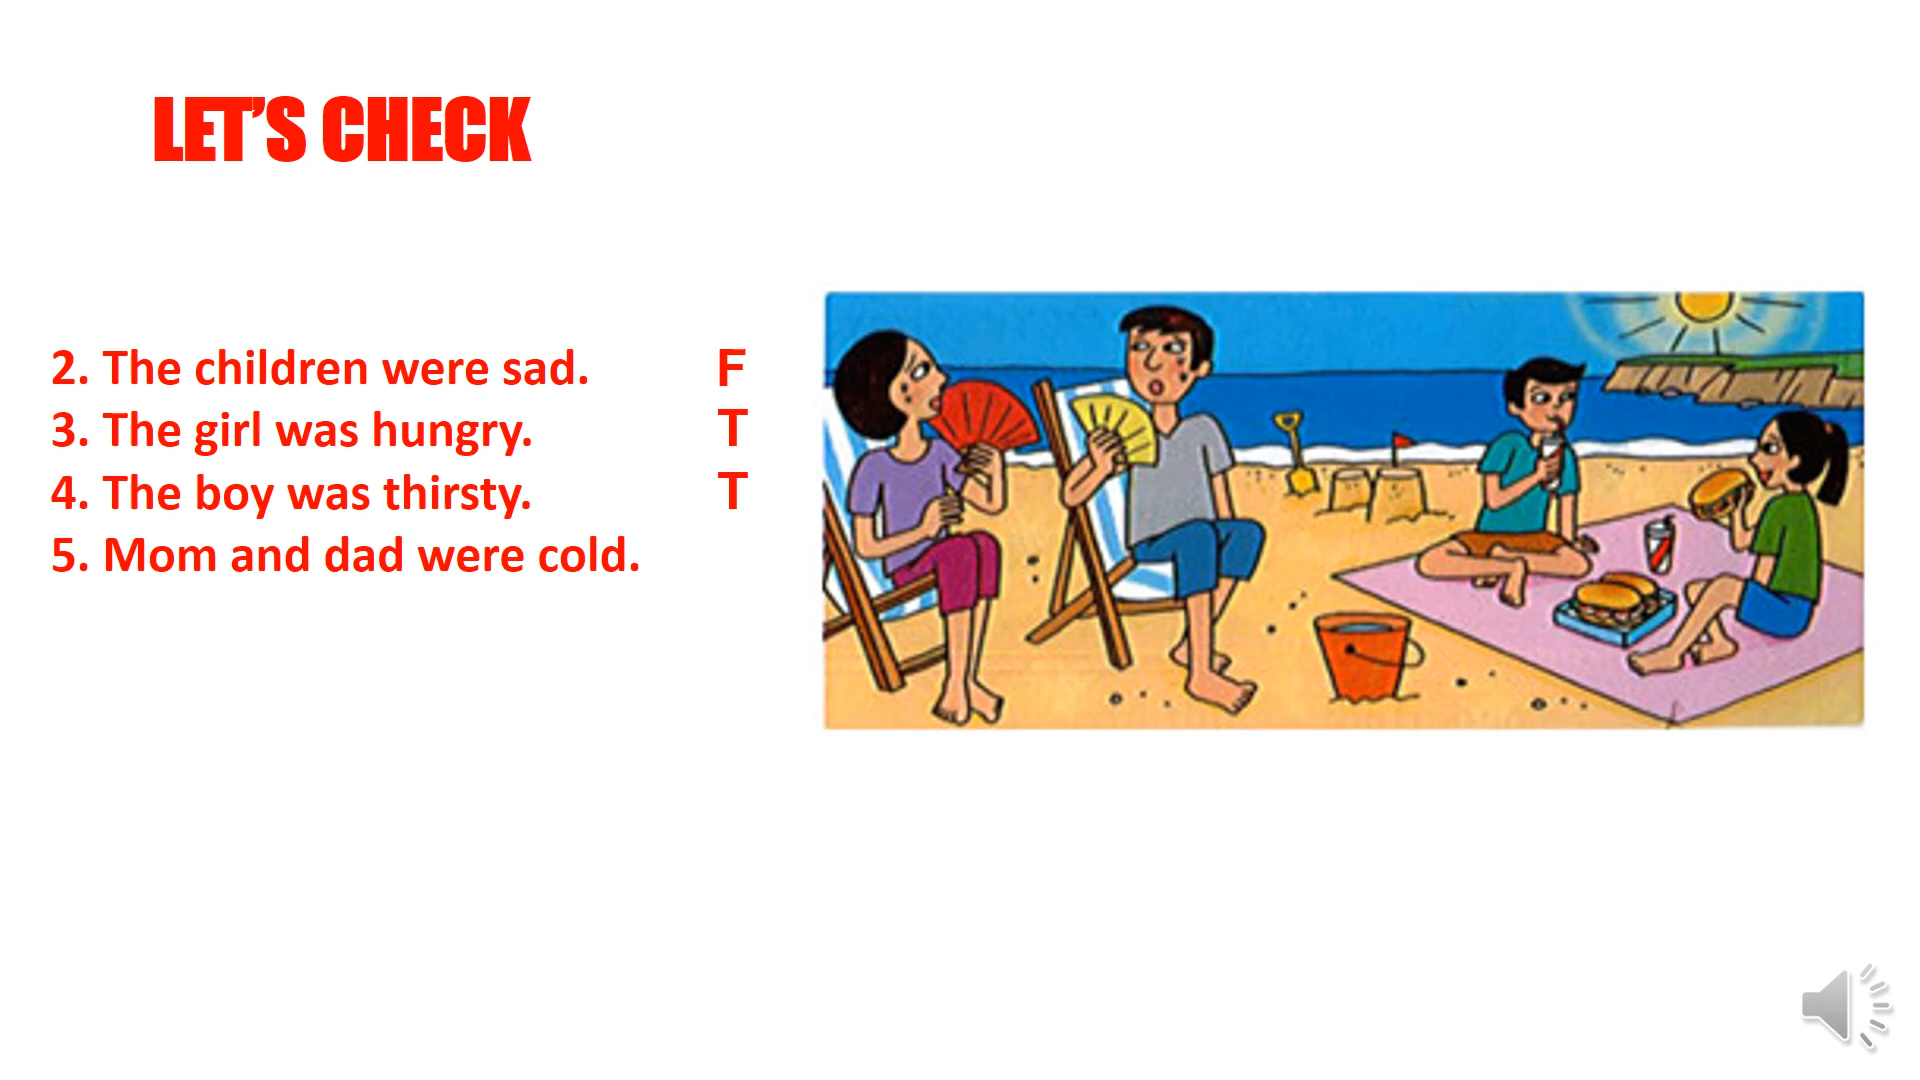 LET'S CHECK
2. The children were sad. F
3. The girl was hungry. T
4. The boy was thirsty. T
5. Mom and dad were cold.